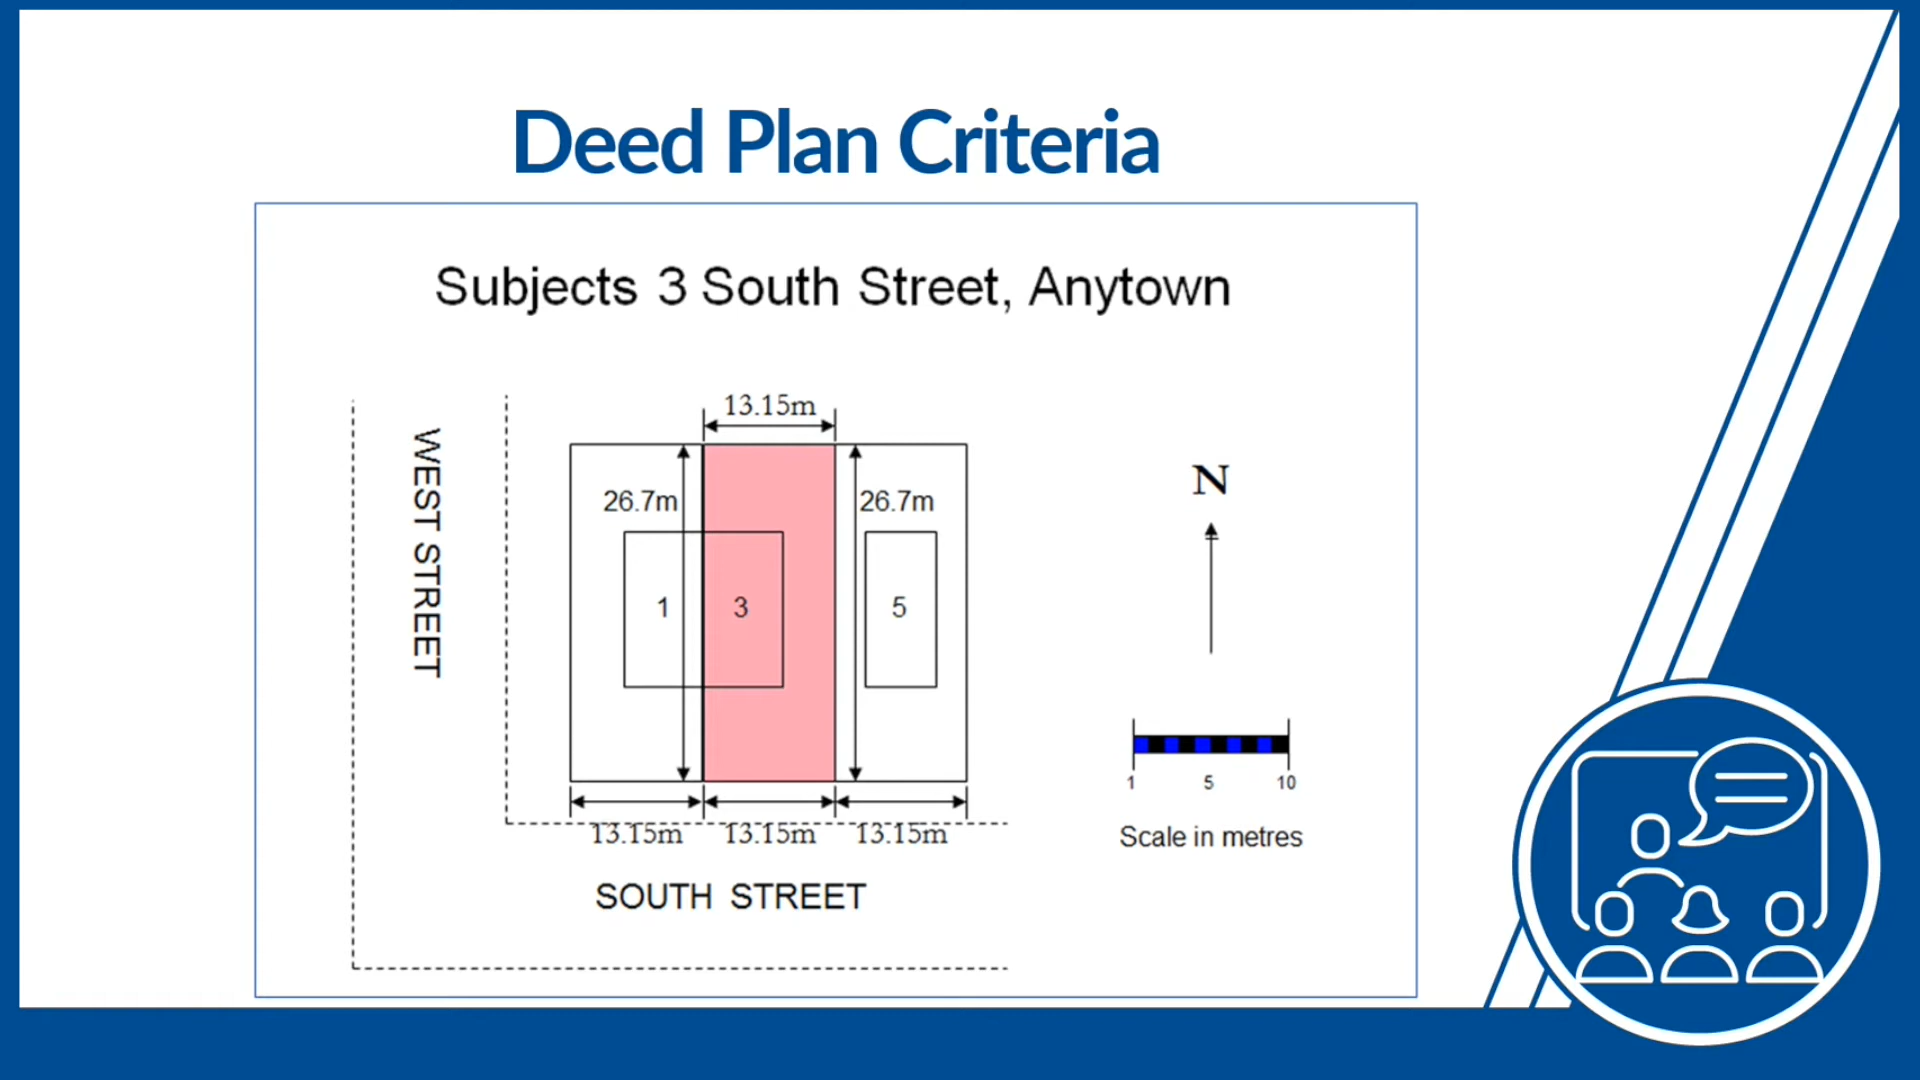 Deed Plan Criteria
Subjects 3 South Street, Anytown
13.15m
WEST STREET
26.7m
26.7m
N
1
3
5
1 5 10
13.15m 13.15m 13.15m
Scale in metres
SOUTH STREET